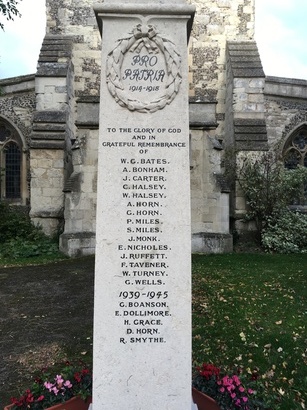 PRO
PATRIA
1914-1918
TO THE GLORY OF GOD
AND IN
GRATEFUL REMEMBRANCE
OF
W. G. BATES.
A. BONHAM.
J. CARTER.
C. HALSEY.
W. HALSEY.
A. HORN.
G. HORN.
P. MILES.
S. MILES.
J. MONK.
E. NICHOLES.
J. RUFFETT.
F. TAVENER.
W. TURNEY.
G. WELLS.
1939-1945
G. BOANSON.
E. DOLLIMORE.
H. GRACE.
D. HORN.
R. SMYTHE.